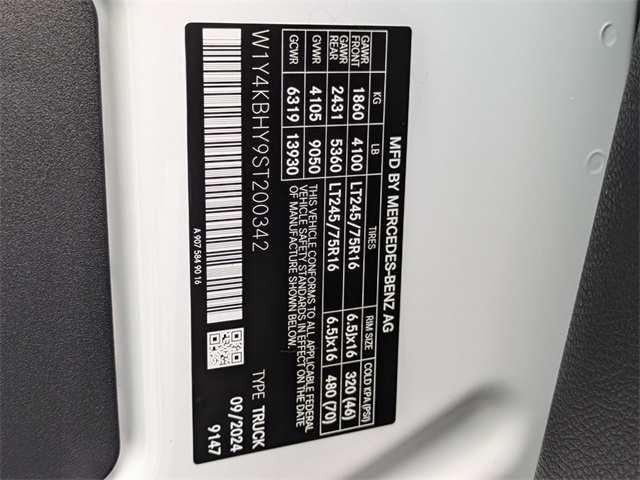 MFD BY MERCEDES-BENZ AG
KG LB TIRES RIM SIZE COLD KPA (PSI)
GAWR FRONT 1860 4100 LT245/75R16 6.5Jx16 320 (46)
GAWR REAR 2431 5360 LT245/75R16 6.5Jx16 480 (70)
GVWR 4105 9050
GCWR 6319 13930
THIS VEHICLE CONFORMS TO ALL APPLICABLE FEDERAL
VEHICLE SAFETY STANDARDS IN EFFECT ON THE DATE
OF MANUFACTURE SHOWN BELOW.
W1Y4KBHY9ST200342
TYPE TRUCK
09/2024
9147
A 907 584 90 16